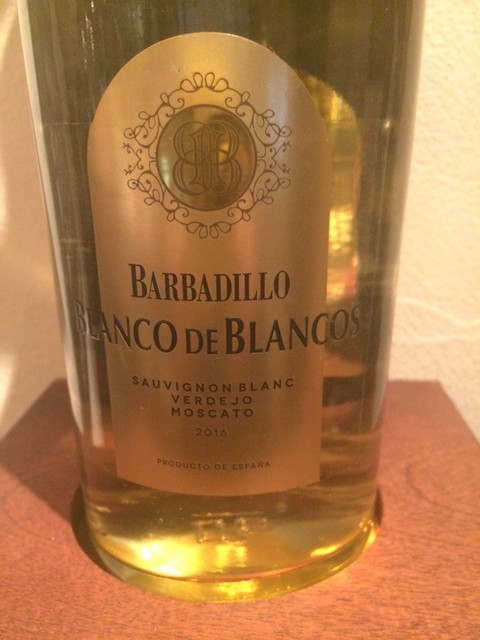 BARBADILLO
BLANCO DE BLANCOS
SAUVIGNON BLANC
VERDEJO
MOSCATO
2016
PRODUCTO DE ESPAÑA